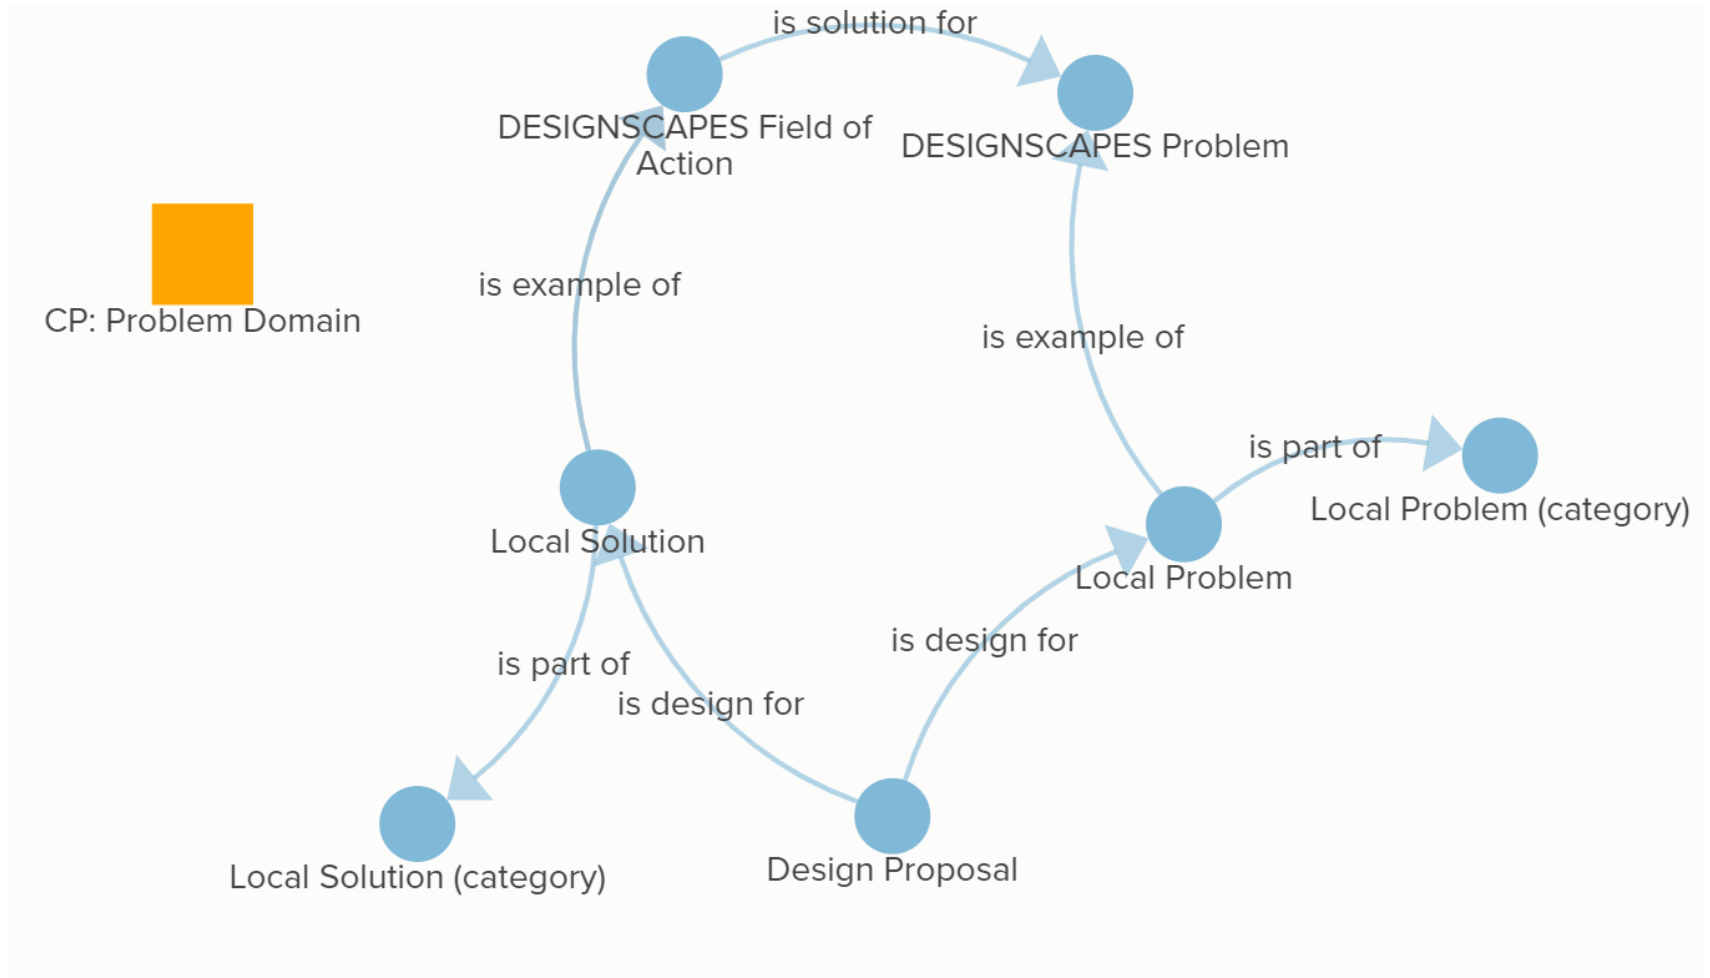 is solution for
DESIGNSCAPES Field of
Action
DESIGNSCAPES Problem
is example of
CP: Problem Domain
is example of
is part of
Local Problem (category)
Local Solution
Local Problem
is design for
is part of
is design for
Local Solution (category)
Design Proposal